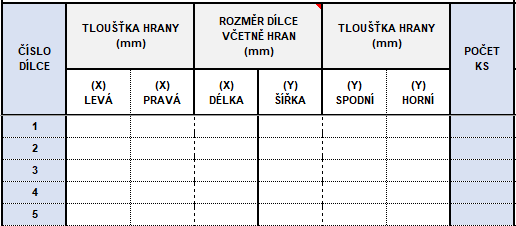 ČÍSLO
DÍLCE
TLOUŠŤKA HRANY
(mm)
ROZMĚR DÍLCE
VČETNĚ HRAN
(mm)
TLOUŠŤKA HRANY
(mm)
POČET
KS
(X)
LEVÁ
(X)
PRAVÁ
(X)
DÉLKA
(Y)
ŠÍŘKA
(Y)
SPODNÍ
(Y)
HORNÍ
1
2
3
4
5